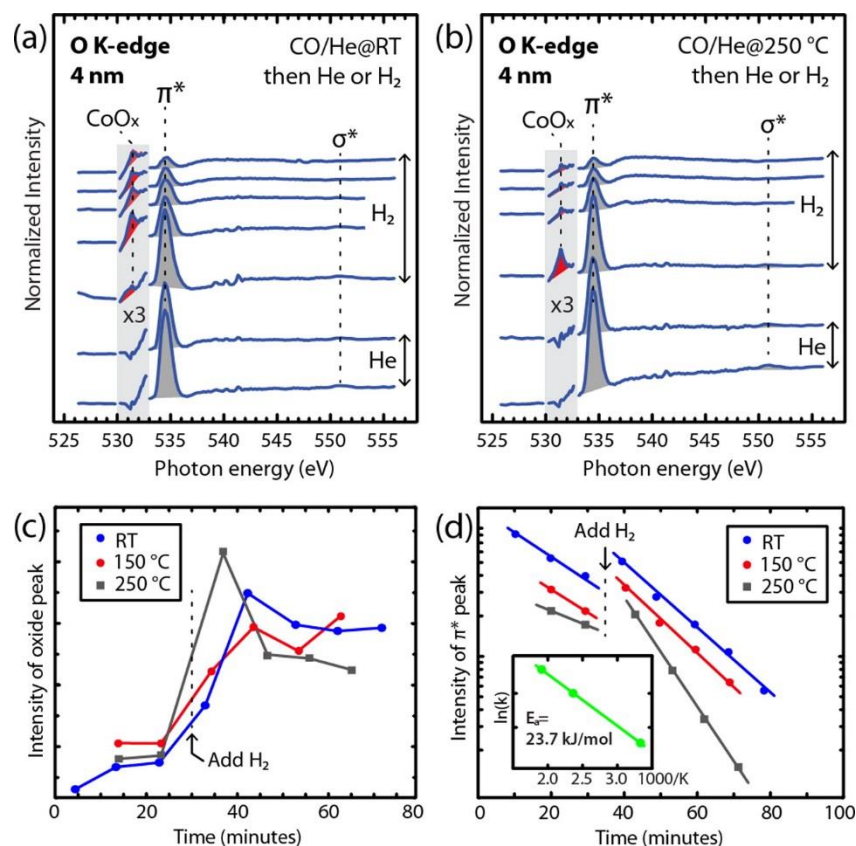 (a)
O K-edge
4 nm
CO/He@RT
then He or H₂
π*
CoOₓ
σ*
H₂
x3
He
Normalized Intensity
525 530 535 540 545 550 555
Photon energy (eV)
(b)
O K-edge
4 nm
CO/He@250 °C
then He or H₂
π*
CoOₓ
σ*
H₂
x3
He
Normalized Intensity
525 530 535 540 545 550 555
Photon energy (eV)
(c)
RT
150 °C
250 °C
Add H₂
Intensity of oxide peak
0 20 40 60 80
Time (minutes)
(d)
Add H₂
RT
150 °C
250 °C
Intensity of π* peak
ln(k)
Eₐ=
23.7 kJ/mol
2.0 2.5 3.0 1000/K
0 20 40 60 80 100
Time (minutes)